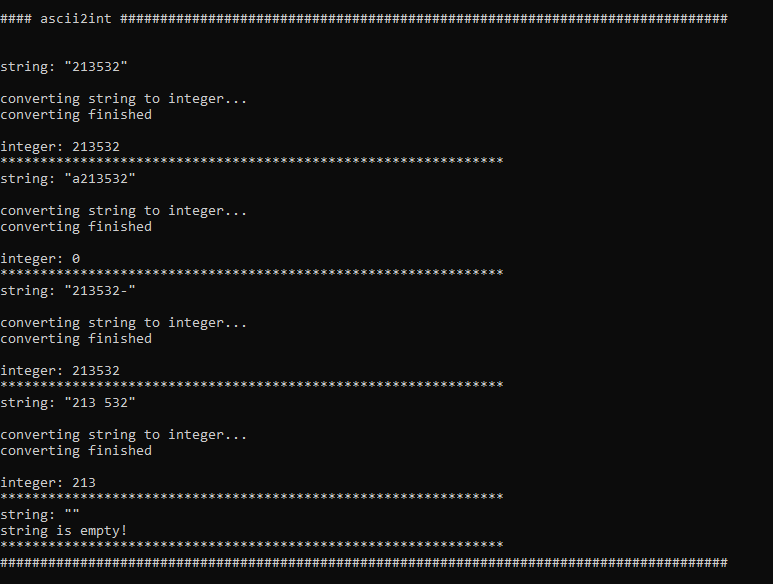 #### ascii2int ############################################################################
string: "213532"
converting string to integer...
converting finished
integer: 213532
***************************************************************
string: "a213532"
converting string to integer...
converting finished
integer: 0
***************************************************************
string: "213532-"
converting string to integer...
converting finished
integer: 213532
***************************************************************
string: "213 532"
converting string to integer...
converting finished
integer: 213
***************************************************************
string: ""
string is empty!
***************************************************************
###########################################################################################